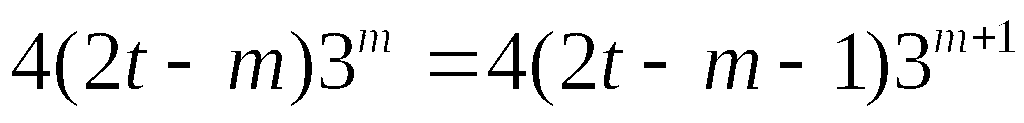 4(2t - m)3^m = 4(2t - m - 1)3^{m+1}